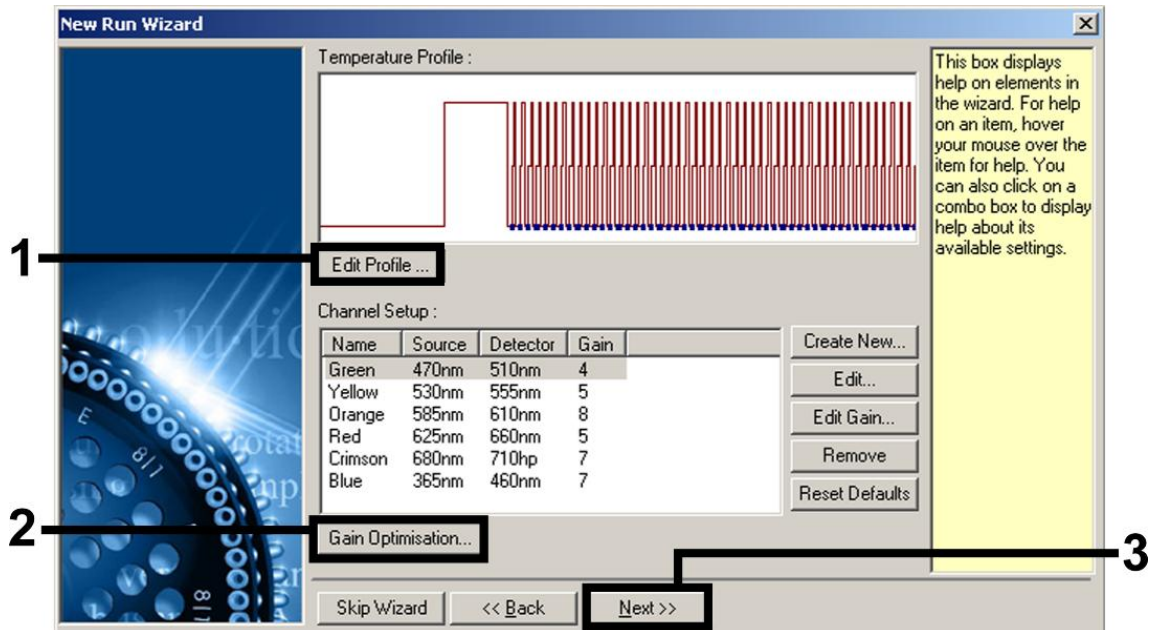 New Run Wizard
Temperature Profile :
This box displays
help on elements in
the wizard. For help
on an item, hover
your mouse over the
item for help. You
can also click on a
combo box to display
help about its
available settings.
1
Edit Profile ...
Channel Setup :
Name Source Detector Gain
Green 470nm 510nm 4
Yellow 530nm 555nm 5
Orange 585nm 610nm 8
Red 625nm 660nm 5
Crimson 680nm 710hp 7
Blue 365nm 460nm 7
Create New...
Edit...
Edit Gain...
Remove
Reset Defaults
E
8|1
8|1
2
Gain Optimisation...
3
Skip Wizard
<< Back
Next >>